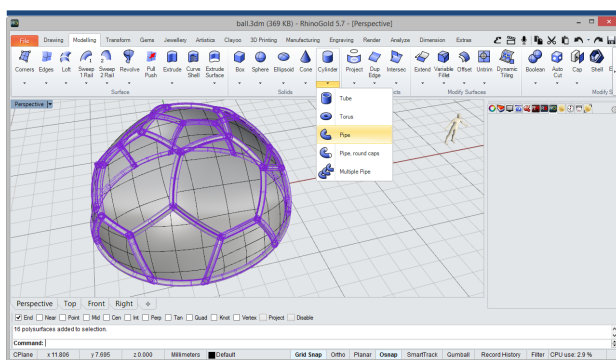 ball.3dm (369 KB) - RhinoGold 5.7 - [Perspective]
File Drawing Modelling Transform Gems Jewellery Artistics Clayoo 3D Printing Manufacturing Engraving Render Analyze Dimension Extras
Corners Edges Loft Sweep 1 Rail Sweep 2 Rail Revolve Pull Push Extrude Curve Shell Extrude Surface Box Sphere Ellipsoid Cone Cylinder Project Dup Edge Intersec Extend Variable Fillet Offset Untrim Dynamic Tiling Boolean Auto Cut Cap Shell
Surface Solids Modify Surfaces Modify S
Perspective
Tube
Torus
Pipe
Pipe, round caps
Multiple Pipe
Perspective Top Front Right
End Near Point Mid Cen Int Perp Tan Quad Knot Vertex Project Disable
16 polysurfaces added to selection.
Command:
CPlane x 11.806 y 7.695 z 0.000 Millimeters Default Grid Snap Ortho Planar Osnap SmartTrack Gumball Record History Filter CPU use: 2.9 %